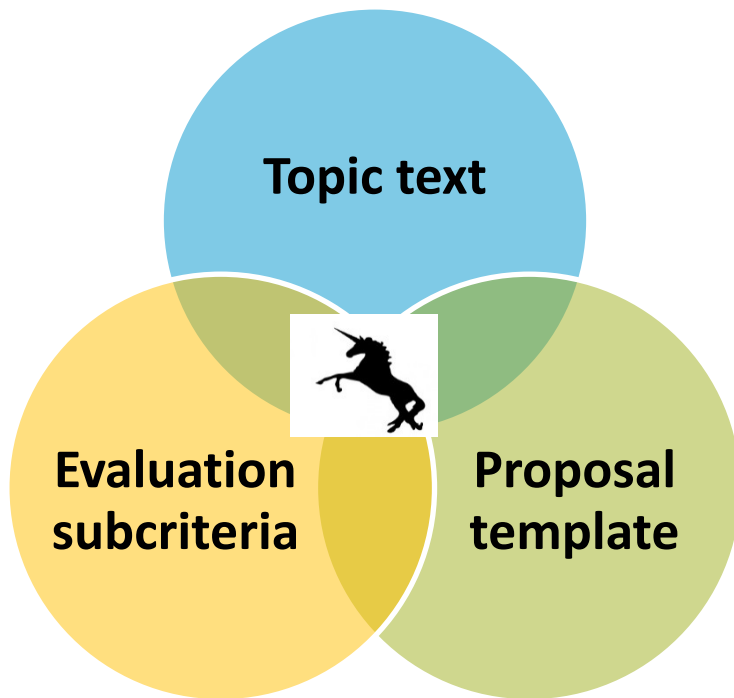 Topic text
Evaluation
subcriteria
Proposal
template